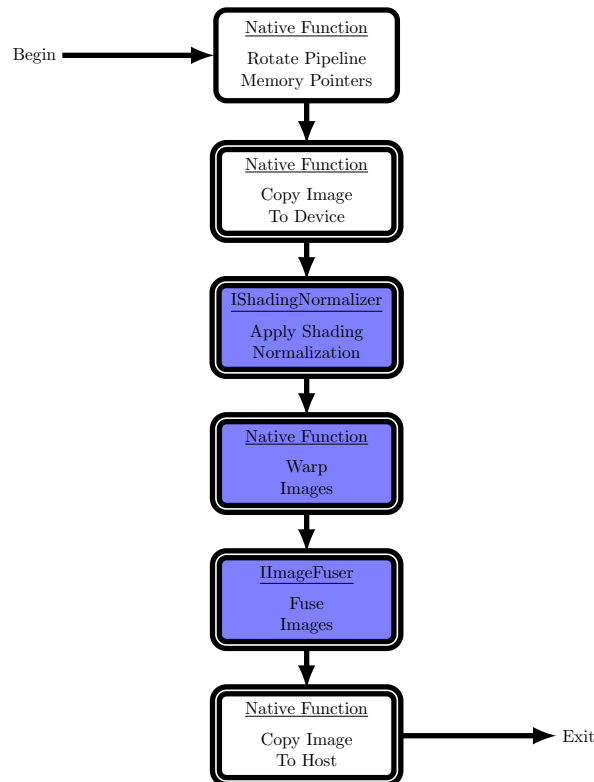 Begin
Native Function
Rotate Pipeline
Memory Pointers
Native Function
Copy Image
To Device
IShadingNormalizer
Apply Shading
Normalization
Native Function
Warp
Images
IImageFuser
Fuse
Images
Native Function
Copy Image
To Host
Exit